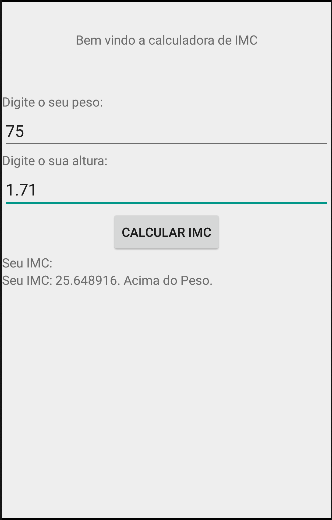 Bem vindo a calculadora de IMC
Digite o seu peso:
75
Digite o sua altura:
1.71
CALCULAR IMC
Seu IMC:
Seu IMC: 25.648916. Acima do Peso.